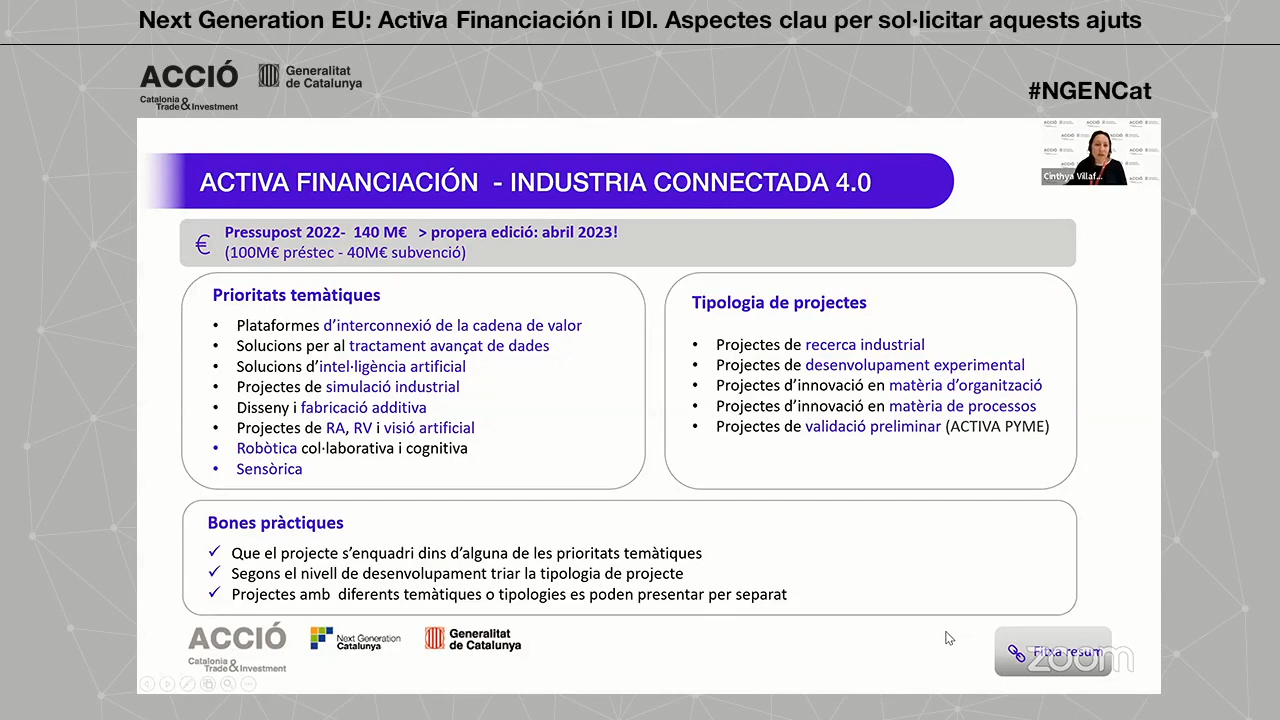 Next Generation EU: Activa Financiación i IDI. Aspectes clau per sol·licitar aquests ajuts
ACCIÓ
Catalonia
Trade & Investment
Generalitat
de Catalunya
#NGENCat
Cinthya Villaf...
ACTIVA FINANCIACIÓN - INDUSTRIA CONNECTADA 4.0
€
Pressupost 2022- 140 M€ > propera edició: abril 2023!
(100M€ préstec - 40M€ subvenció)
Prioritats temàtiques
• Plataformes d'interconnexió de la cadena de valor
• Solucions per al tractament avançat de dades
• Solucions d'intel·ligència artificial
• Projectes de simulació industrial
• Disseny i fabricació additiva
• Projectes de RA, RV i visió artificial
• Robòtica col·laborativa i cognitiva
• Sensòrica
Tipologia de projectes
• Projectes de recerca industrial
• Projectes de desenvolupament experimental
• Projectes d'innovació en matèria d'organització
• Projectes d'innovació en matèria de processos
• Projectes de validació preliminar (ACTIVA PYME)
Bones pràctiques
✓ Que el projecte s'enquadri dins d'alguna de les prioritats temàtiques
✓ Segons el nivell de desenvolupament triar la tipologia de projecte
✓ Projectes amb diferents temàtiques o tipologies es poden presentar per separat
ACCIÓ
Catalonia
Trade & Investment
Next Generation
Catalunya
Generalitat
de Catalunya
Fitxa resum
zoom